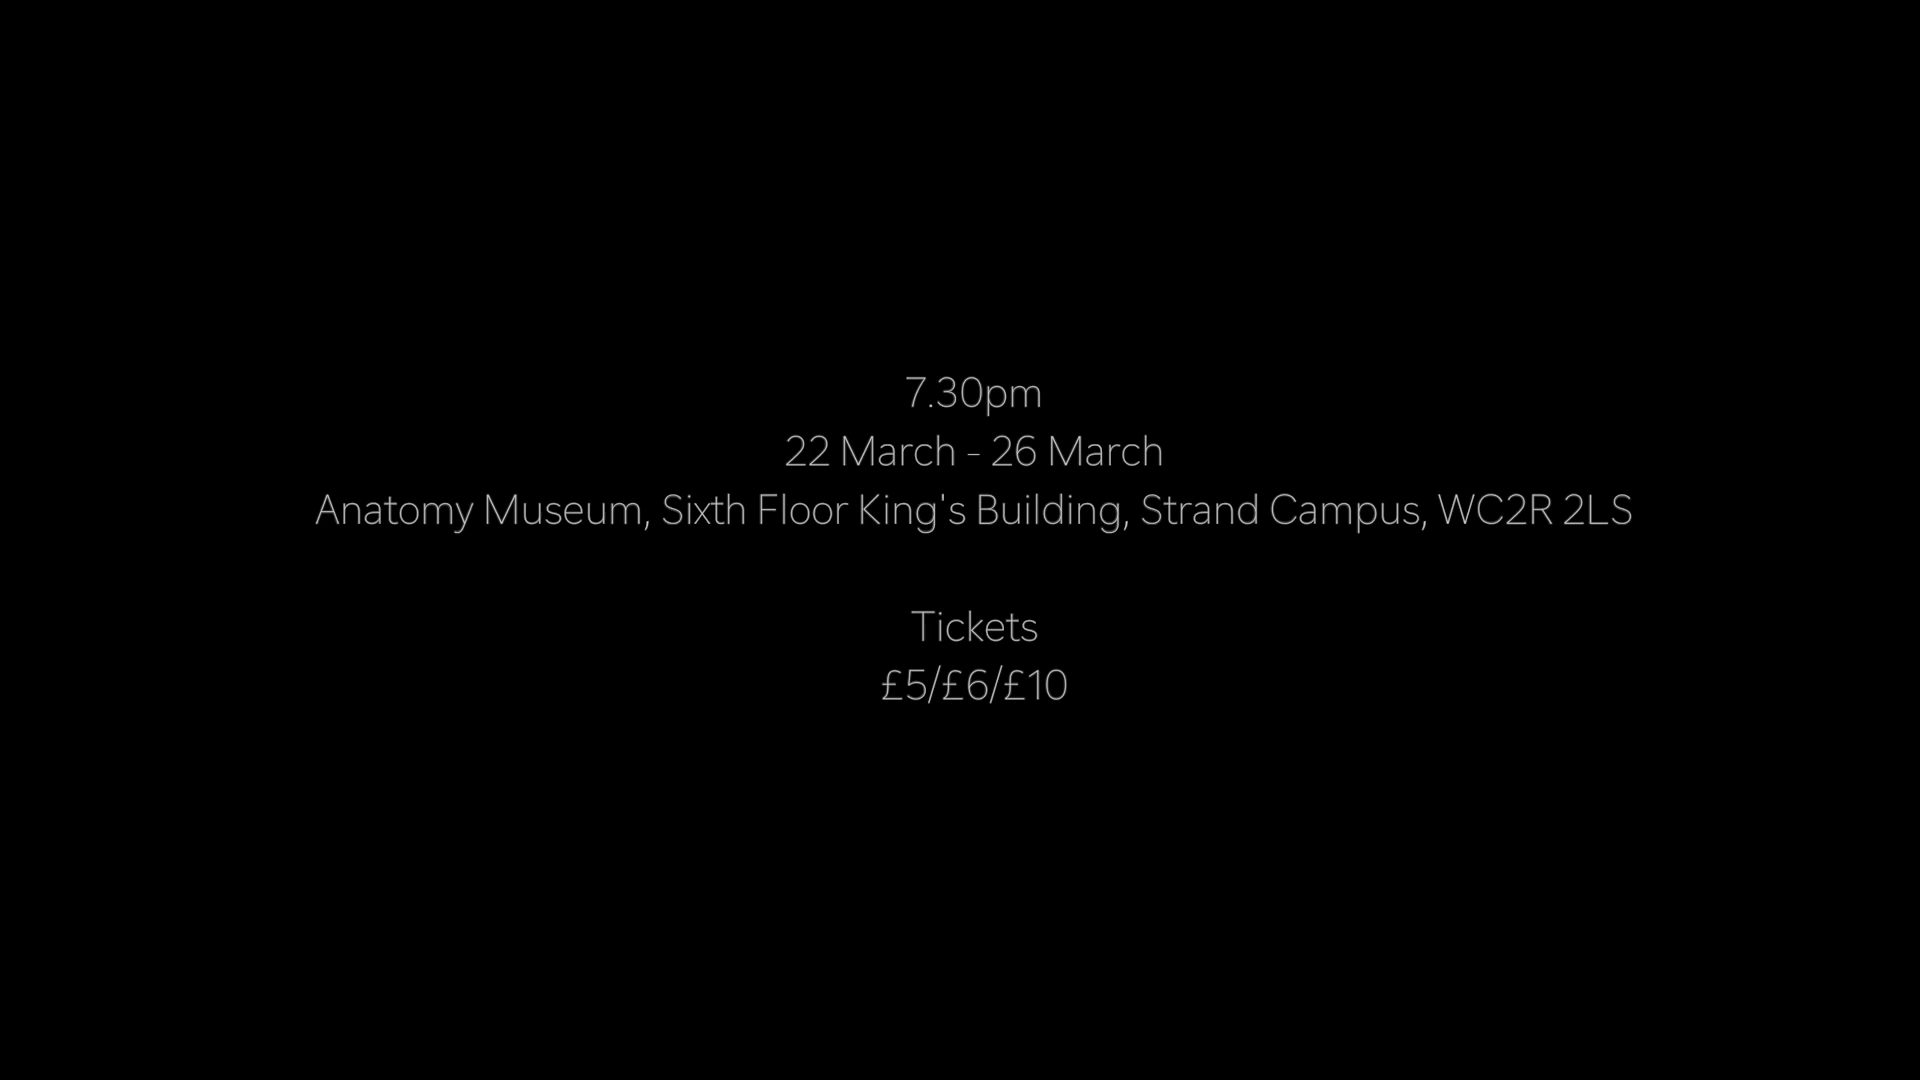 7.30pm
22 March - 26 March
Anatomy Museum, Sixth Floor King's Building, Strand Campus, WC2R 2LS
Tickets
£5/£6/£10